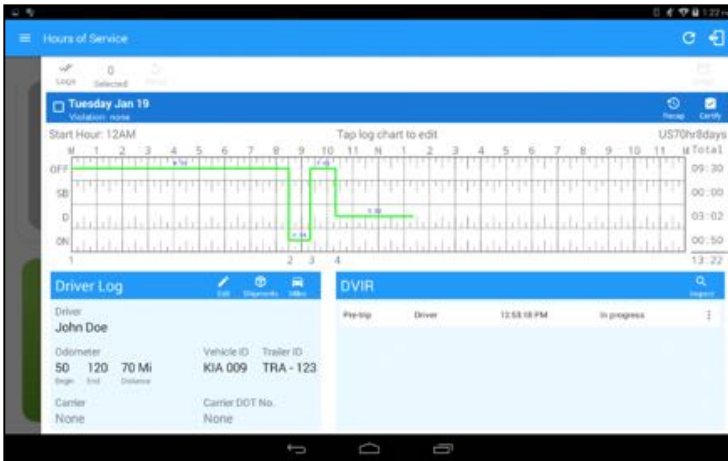 1:22
Hours of Service
Logs
0
Selected
Tuesday Jan 19
Violation: none
Recap
Certify
Start Hour: 12AM
Tap log chart to edit
US70hr8days
M 1 2 3 4 5 6 7 8 9 10 11 N 1 2 3 4 5 6 7 8 9 10 11 M Total
OFF 09:30
SB 00:00
D 03:02
ON 00:50
1 2 3 4 13:22
Driver Log
Edit
Shipments
Miles
DVIR
Inspect
Driver
John Doe
Pre-trip Driver 12:53:18 PM In progress
Odometer
Vehicle ID
Trailer ID
50 120 70 Mi
KIA 009
TRA - 123
Begin End Distance
Carrier
Carrier DOT No.
None
None